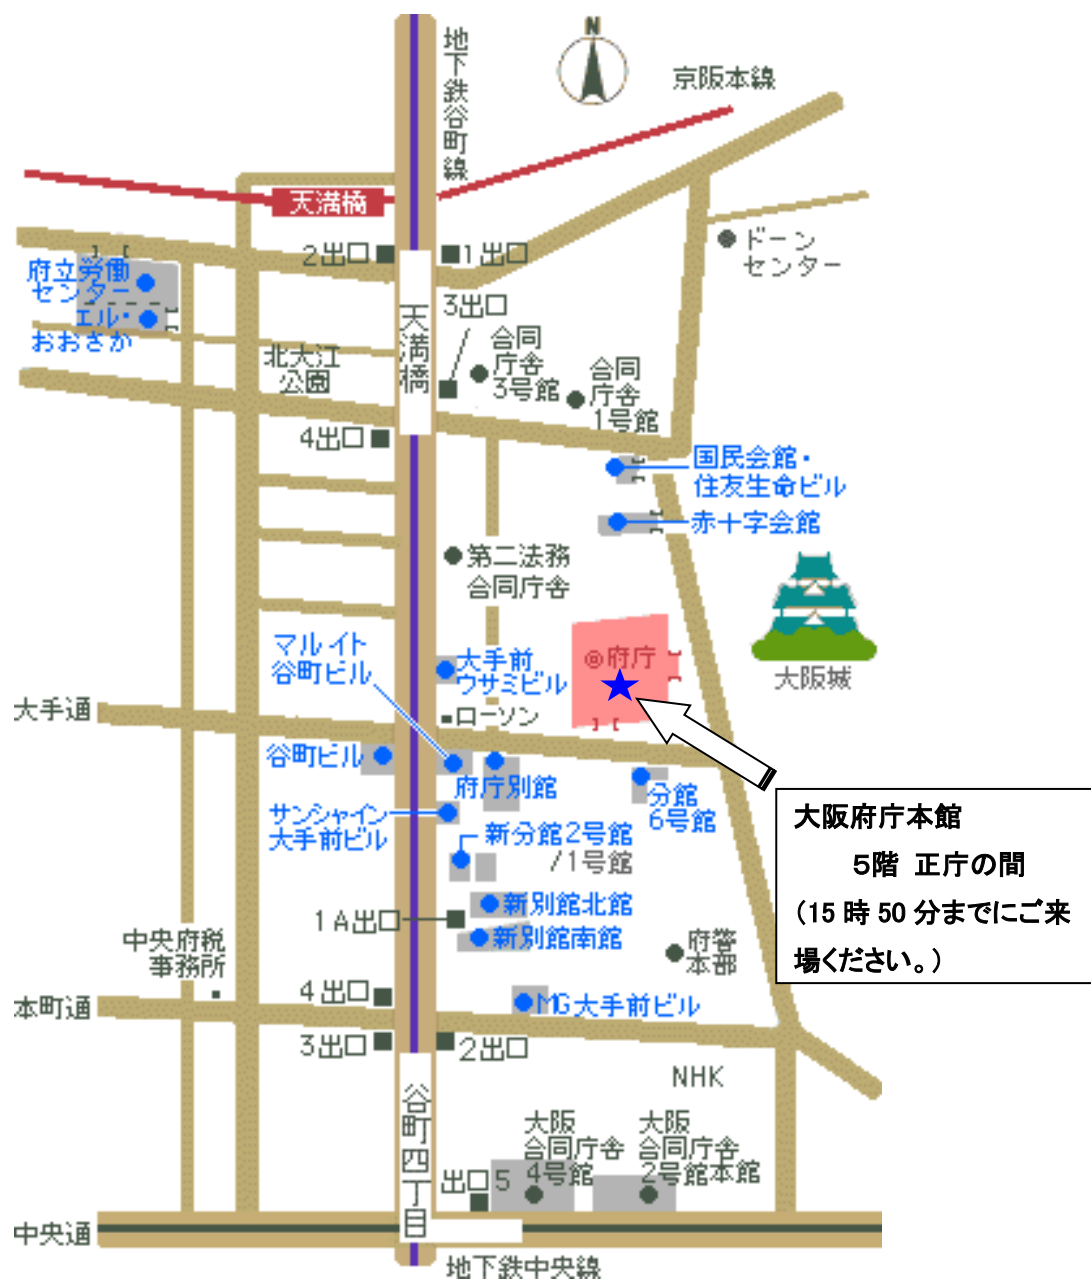 N
地下鉄谷町線
京阪本線
天満橋
2出口
1出口
ドーン
センター
府立労働
センター
エル・
おおさか
3出口
天満橋
合同
庁舎
3号館
合同
庁舎
1号館
北大江
公園
4出口
国民会館・
住友生命ビル
赤十字会館
第二法務
合同庁舎
マルイト
谷町ビル
大手前
ウサミビル
◎府庁
大阪城
大手通
ローソン
谷町ビル
府庁別館
分館
6号館
サンシャイン
大手前ビル
新分館2号館
/1号館
大阪府庁本館
5階 正庁の間
(15時50分までにご来
場ください。)
新別館北館
1A出口
新別館南館
中央府税
事務所
府警
本部
4出口
本町通
MG大手前ビル
3出口
2出口
NHK
谷町四丁目
大阪
合同庁舎
4号館
大阪
合同庁舎
2号館本館
出口5
中央通
地下鉄中央線